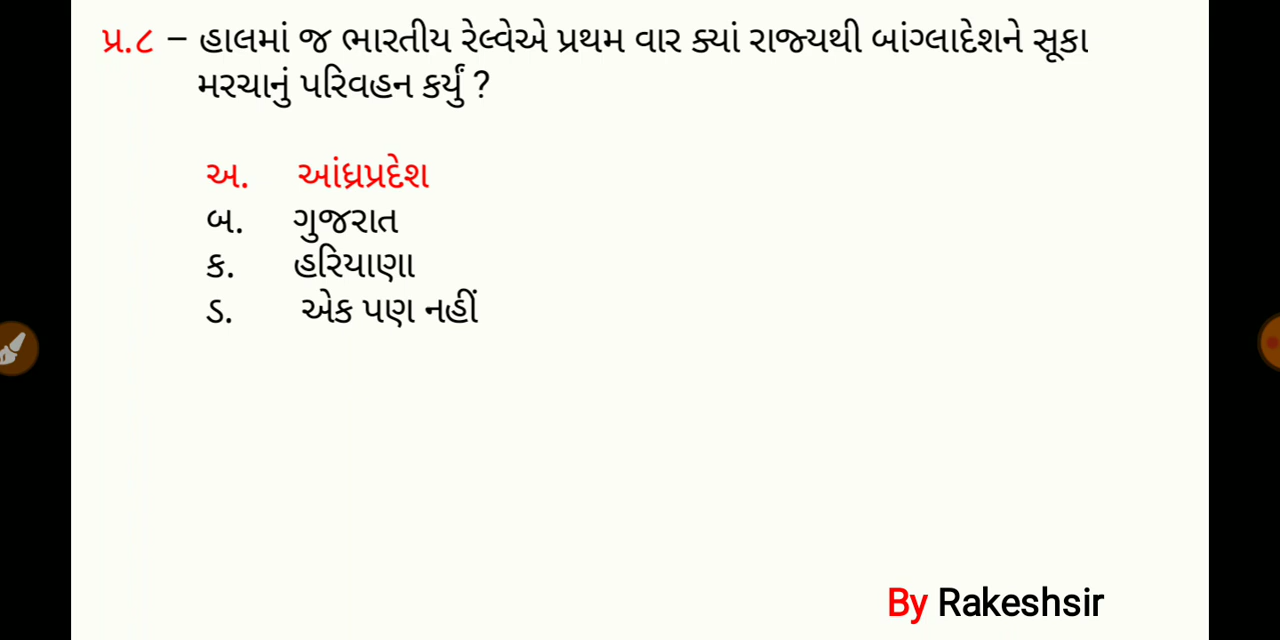 પ્ર.૮ – હાલમાં જ ભારતીય રેલ્વેએ પ્રથમ વાર ક્યાં રાજ્યથી બાંગ્લાદેશને સૂકા
મરચાનું પરિવહન કર્યું ?
અ. આંધ્રપ્રદેશ
બ. ગુજરાત
ક. હરિયાણા
ડ. એક પણ નહીં
By Rakeshsir